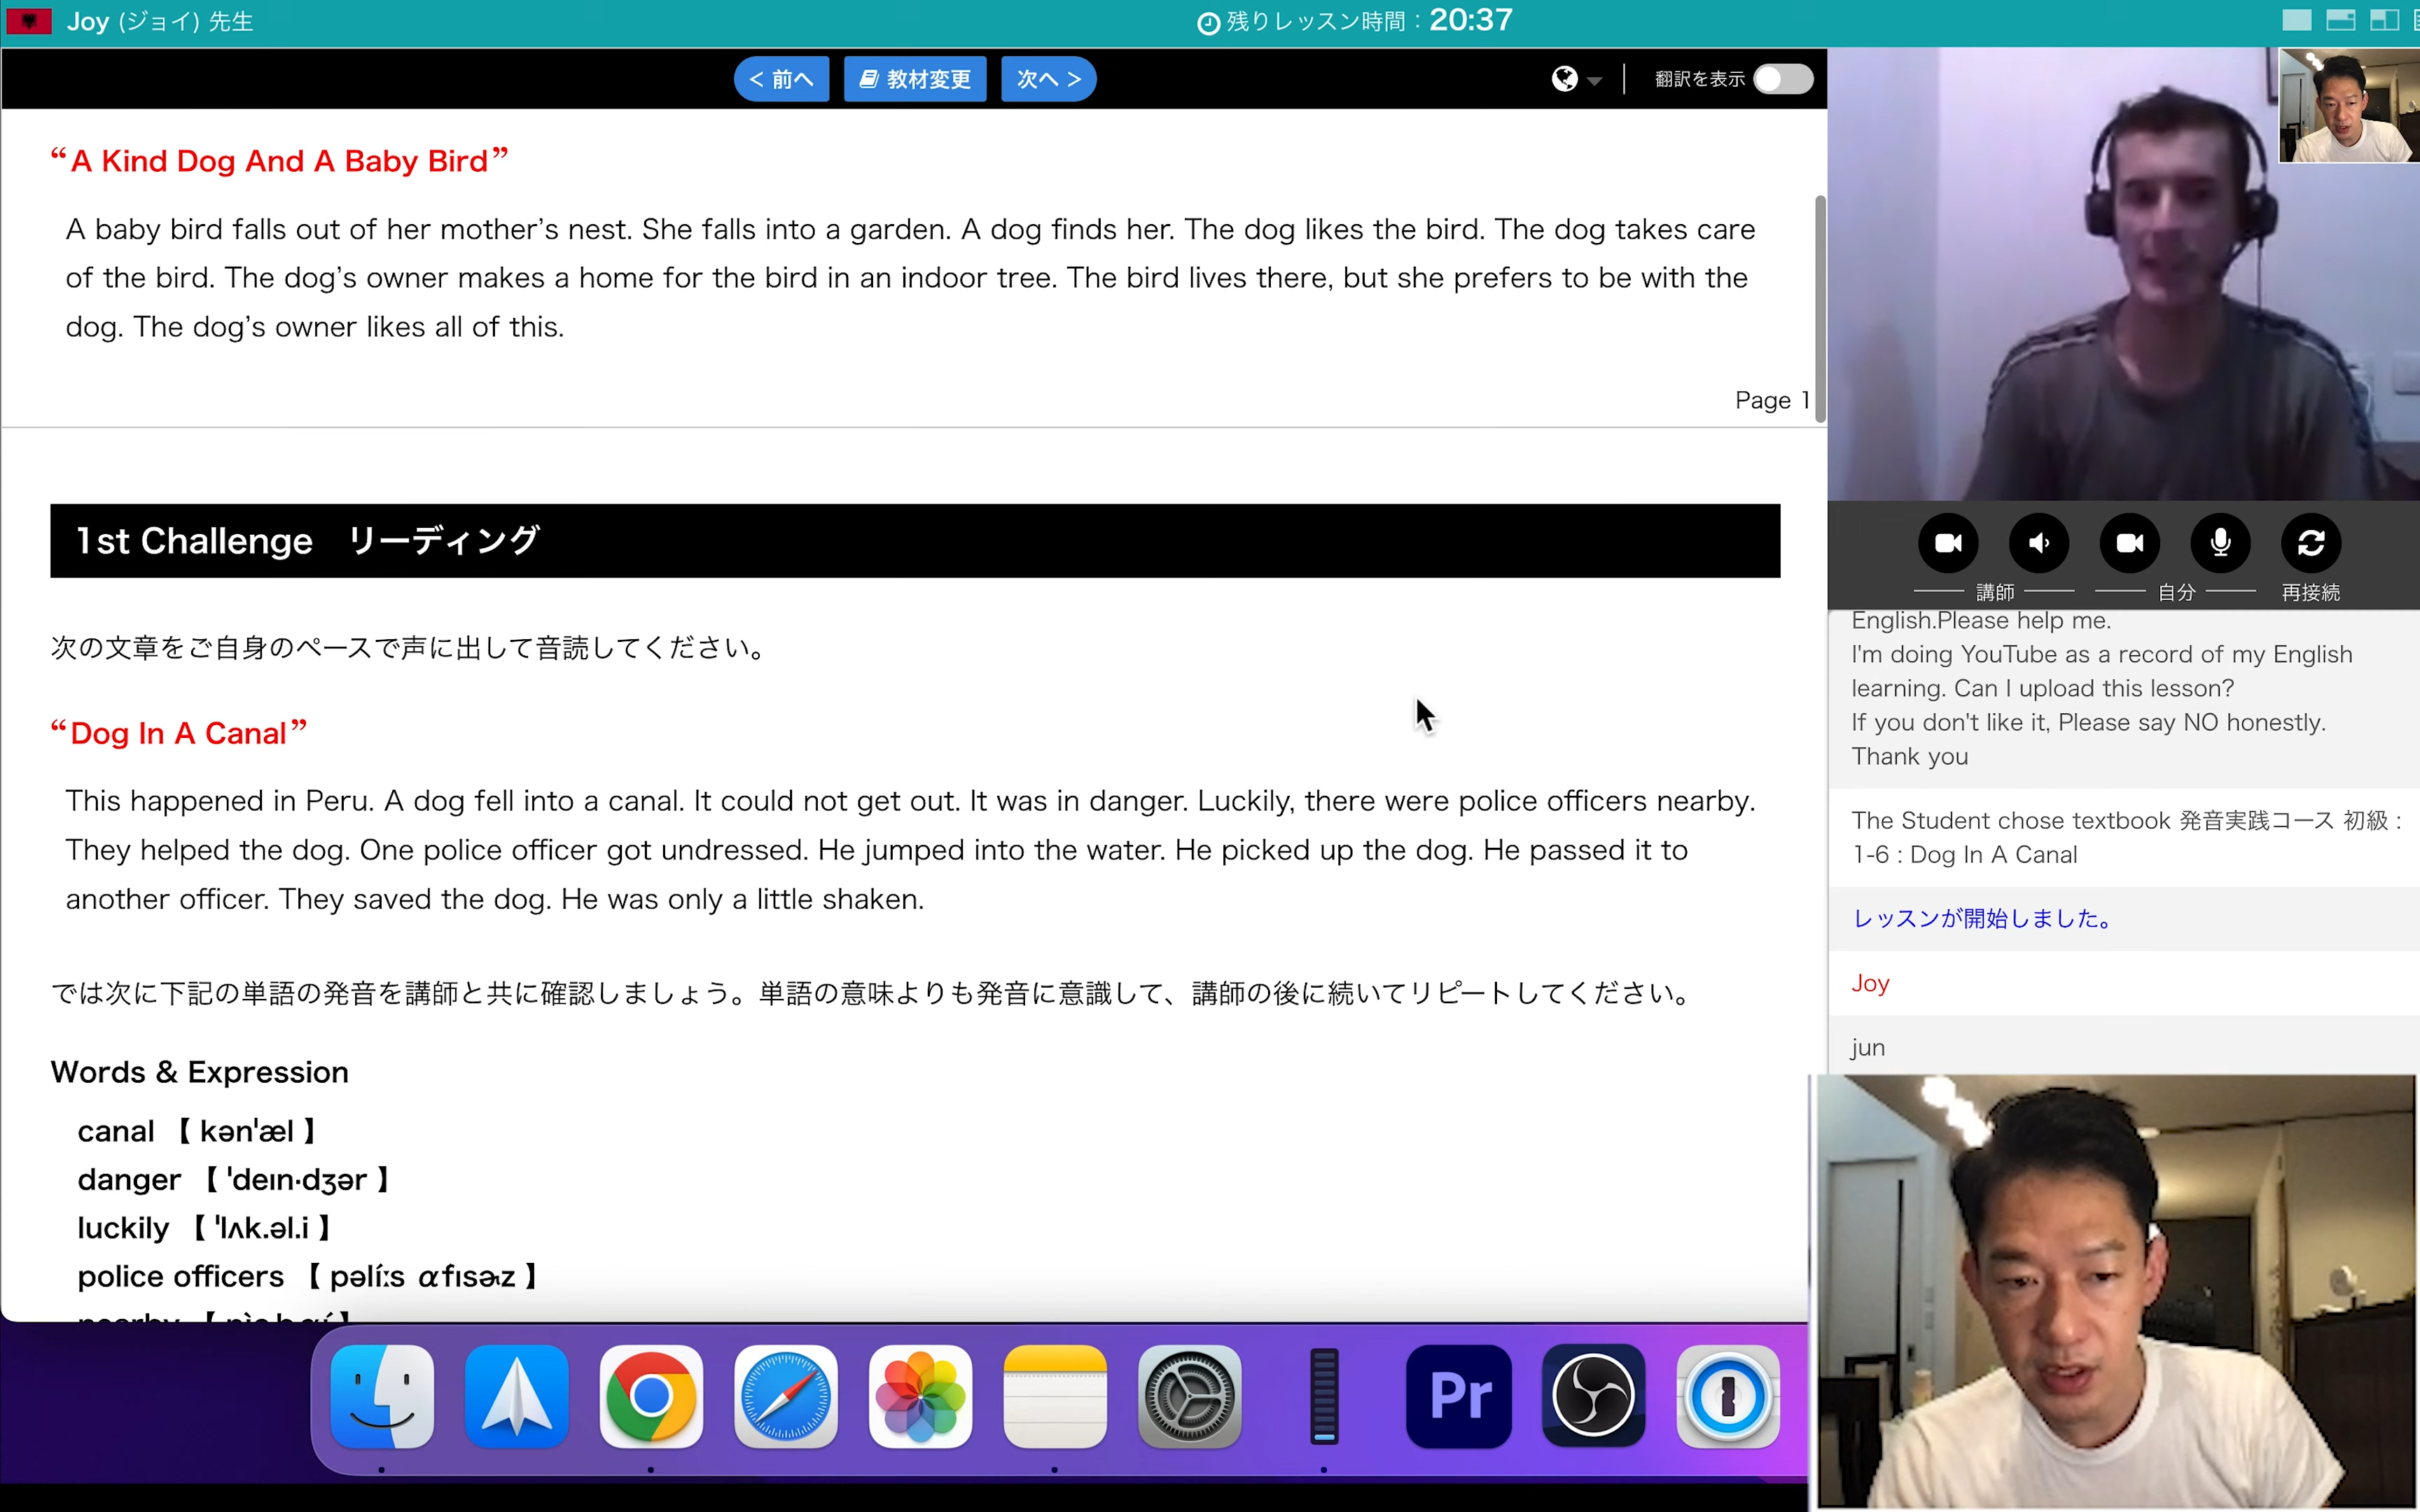 Joy (ジョイ) 先生
残りレッスン時間 : 20:37
< 前へ
教材変更
次へ >
翻訳を表示
“A Kind Dog And A Baby Bird”
A baby bird falls out of her mother’s nest. She falls into a garden. A dog finds her. The dog likes the bird. The dog takes care
of the bird. The dog’s owner makes a home for the bird in an indoor tree. The bird lives there, but she prefers to be with the
dog. The dog’s owner likes all of this.
Page 1
1st Challenge　リーディング
次の文章をご自身のペースで声に出して音読してください。
“Dog In A Canal”
This happened in Peru. A dog fell into a canal. It could not get out. It was in danger. Luckily, there were police officers nearby.
They helped the dog. One police officer got undressed. He jumped into the water. He picked up the dog. He passed it to
another officer. They saved the dog. He was only a little shaken.
では次に下記の単語の発音を講師と共に確認しましょう。単語の意味よりも発音に意識して、講師の後に続いてリピートしてください。
Words & Expression
canal 【 kən'æl 】
danger 【 'deɪn·dʒər 】
luckily 【 'lʌk.əl.i 】
police officers 【 pəlíːs ɑfɪsɚz 】
講師
自分
再接続
English.Please help me.
I'm doing YouTube as a record of my English
learning. Can I upload this lesson?
If you don't like it, Please say NO honestly.
Thank you
The Student chose textbook 発音実践コース 初級 :
1-6 : Dog In A Canal
レッスンが開始しました。
Joy
jun
Pr